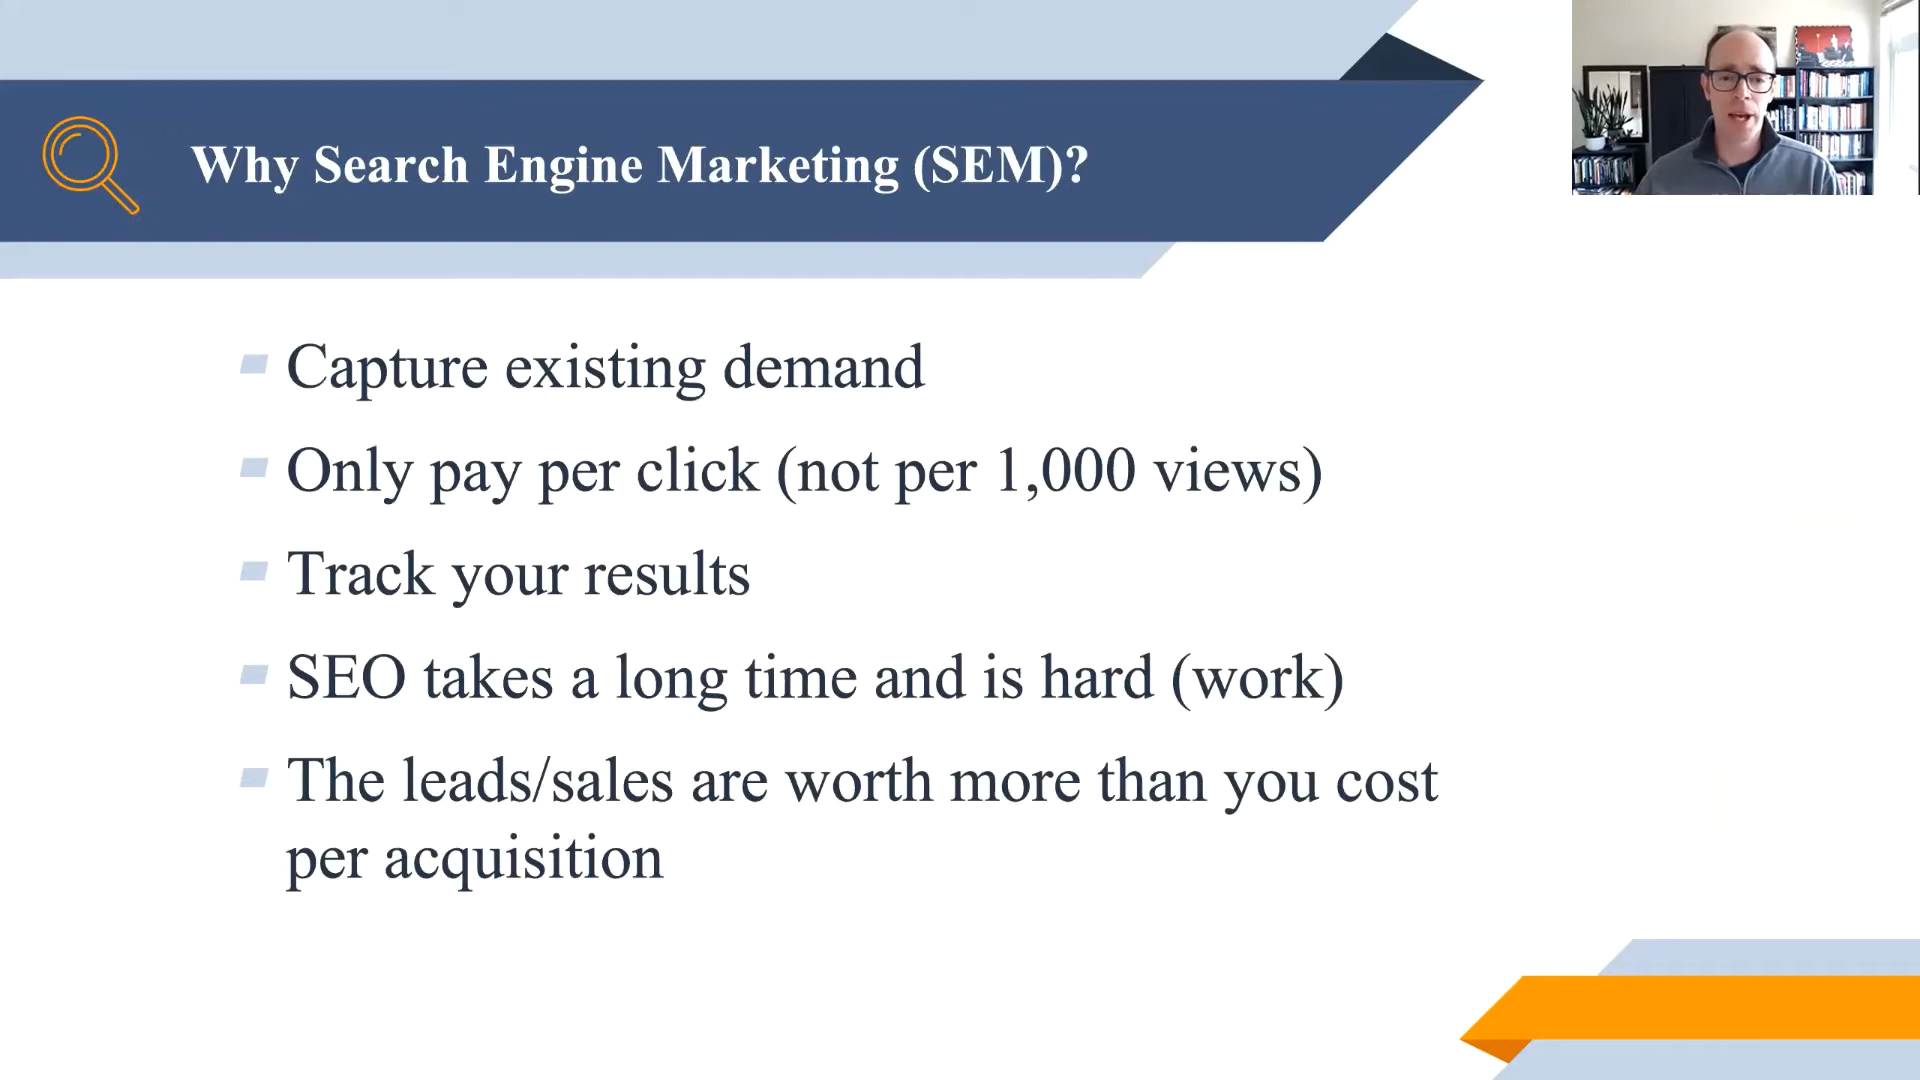 Why Search Engine Marketing (SEM)?
Capture existing demand
Only pay per click (not per 1,000 views)
Track your results
SEO takes a long time and is hard (work)
The leads/sales are worth more than you cost
per acquisition